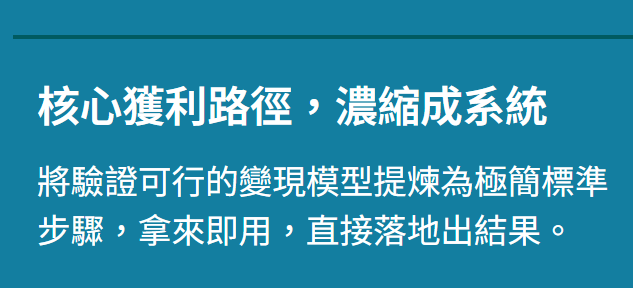 核心獲利路徑，濃縮成系統
將驗證可行的變現模型提煉為極簡標準
步驟，拿來即用，直接落地出結果。